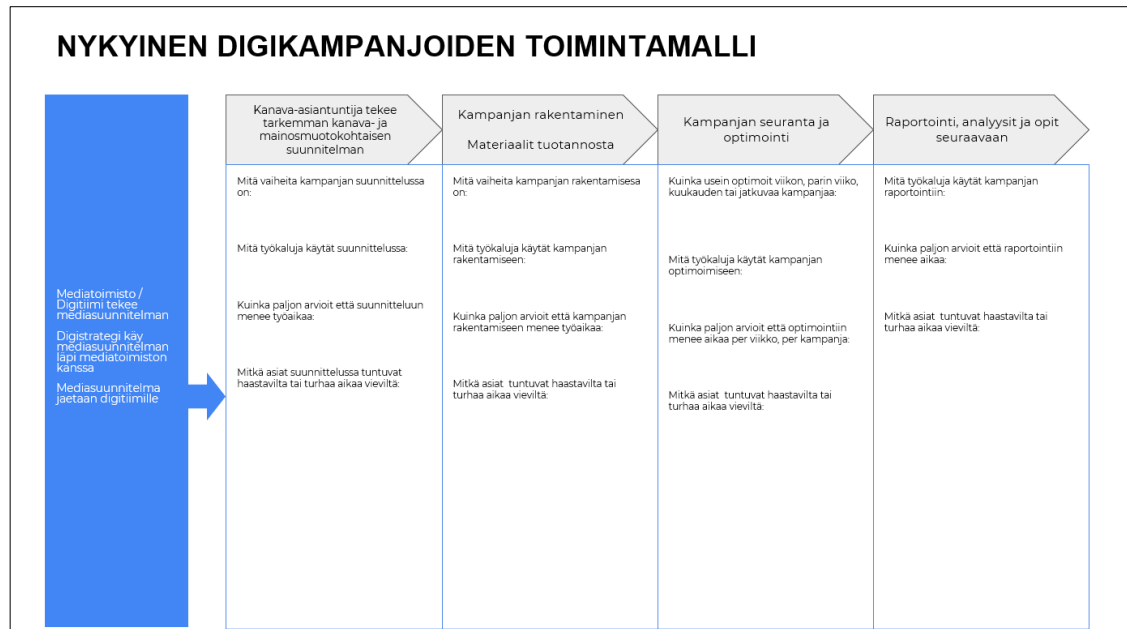 NYKYINEN DIGIKAMPANJOIDEN TOIMINTAMALLI
Mediatoimisto /
Digitiimi tekee
mediasuunnitelman
Digistrategi käy
mediasuunnitelman
läpi mediatoimiston
kanssa
Mediasuunnitelma
jaetaan digitiimille
Kanava-asiantuntija tekee
tarkemman kanava- ja
mainosmuotokohtaisen
suunnitelman
Mitä vaiheita kampanjan suunnittelussa
on:
Mitä työkaluja käytät suunnittelussa:
Kuinka paljon arvioit että suunnitteluun
menee työaikaa:
Mitkä asiat suunnittelussa tuntuvat
haastavilta tai turhaa aikaa vieviltä:
Kampanjan rakentaminen
Materiaalit tuotannosta
Mitä vaiheita kampanjan rakentamisesa
on:
Mitä työkaluja käytät kampanjan
rakentamiseen:
Kuinka paljon arvioit että kampanjan
rakentamiseen menee työaikaa:
Mitkä asiat  tuntuvat haastavilta tai
turhaa aikaa vieviltä:
Kampanjan seuranta ja
optimointi
Kuinka usein optimoit viikon, parin viiko,
kuukauden tai jatkuvaa kampanjaa:
Mitä työkaluja käytät kampanjan
optimoimiseen:
Kuinka paljon arvioit että optimointiin
menee aikaa per viikko, per kampanja:
Mitkä asiat  tuntuvat haastavilta tai
turhaa aikaa vieviltä:
Raportointi, analyysit ja opit
seuraavaan
Mitä työkaluja käytät kampanjan
raportointiin:
Kuinka paljon arvioit että raportointiin
menee aikaa:
Mitkä asiat  tuntuvat haastavilta tai
turhaa aikaa vieviltä: